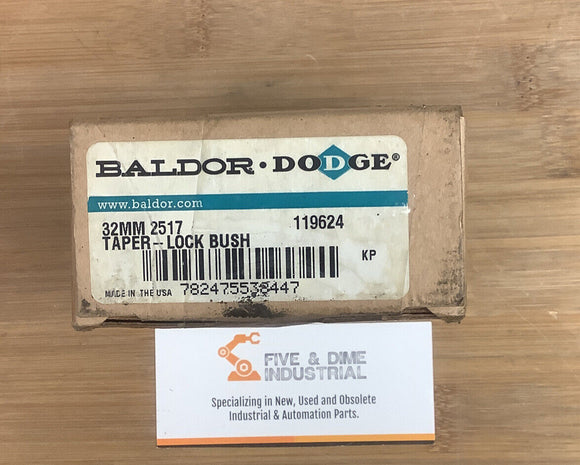 BALDOR · DODGE®
www.baldor.com
32MM 2517 119624
TAPER-LOCK BUSH
KP
MADE IN THE USA 782475538447
FIVE & DIME
INDUSTRIAL
Specializing in New, Used and Obsolete
Industrial & Automation Parts.